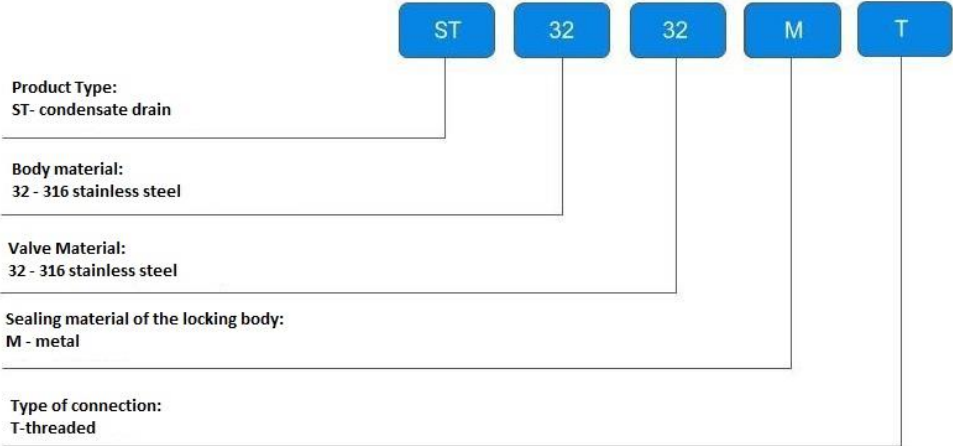 ST 32 32 M T
Product Type:
ST- condensate drain
Body material:
32 - 316 stainless steel
Valve Material:
32 - 316 stainless steel
Sealing material of the locking body:
M - metal
Type of connection:
T-threaded